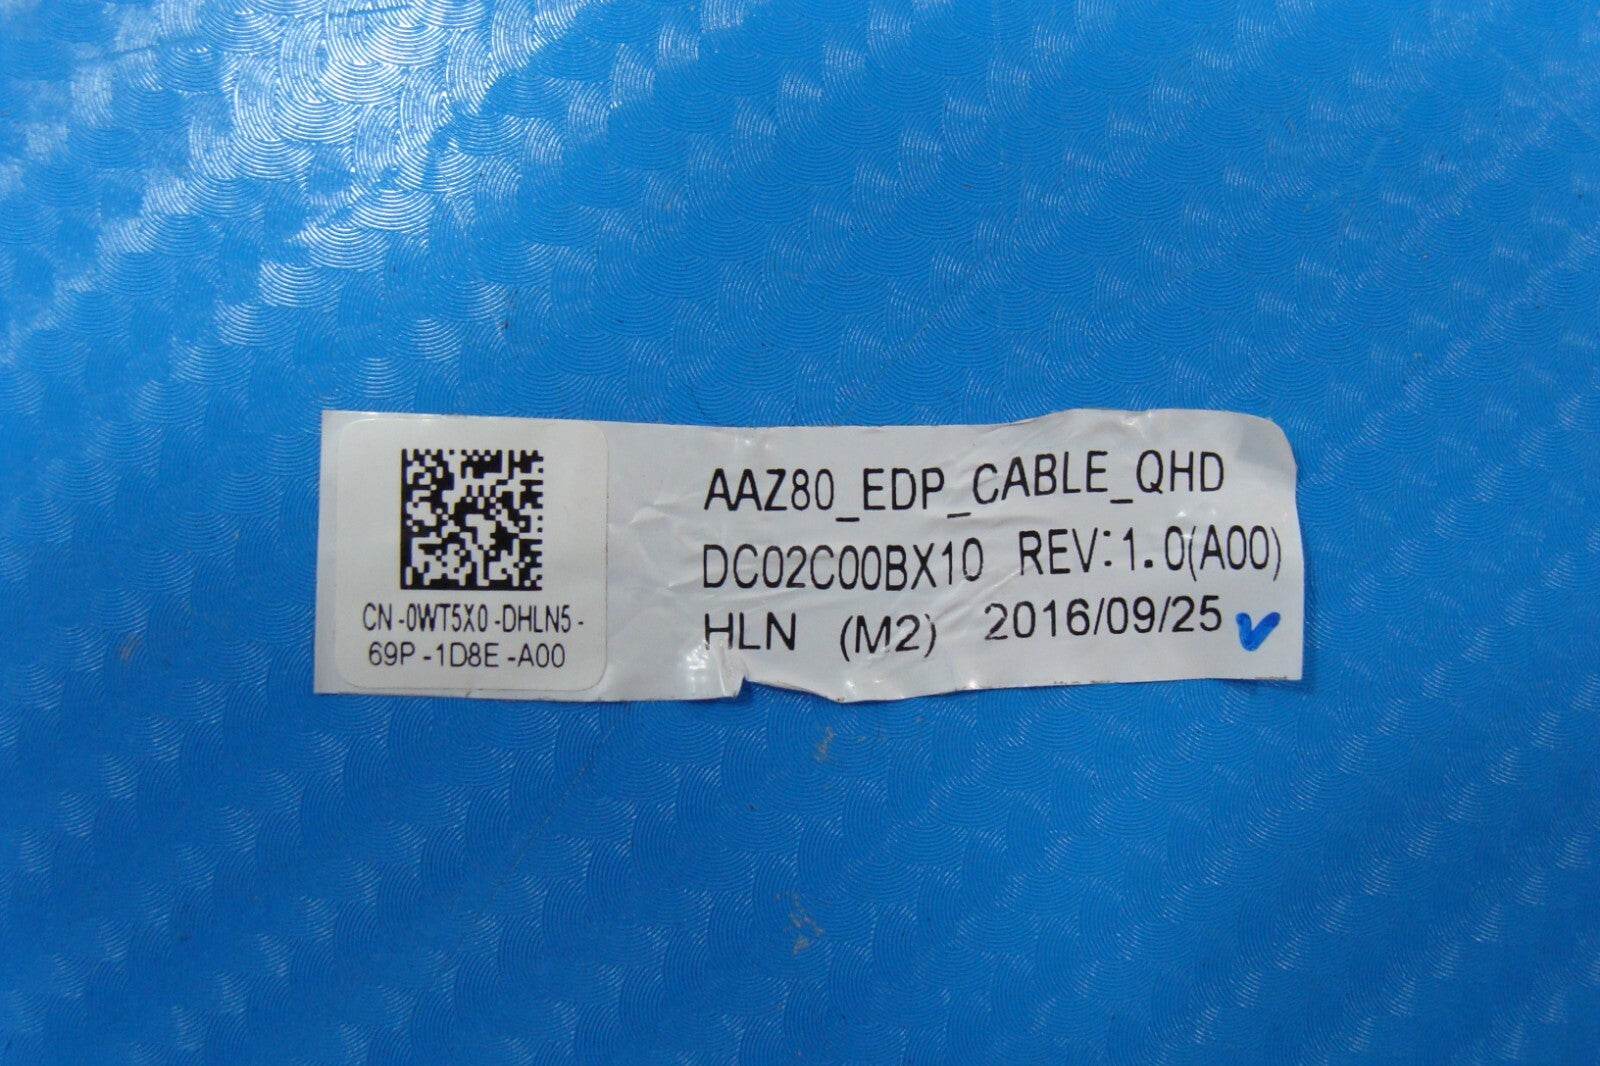 CN-0WT5X0-DHLN5-
69P-1D8E-A00
AAZ80_EDP_CABLE_QHD
DC02C00BX10 REV:1.0(A00)
HLN (M2) 2016/09/25